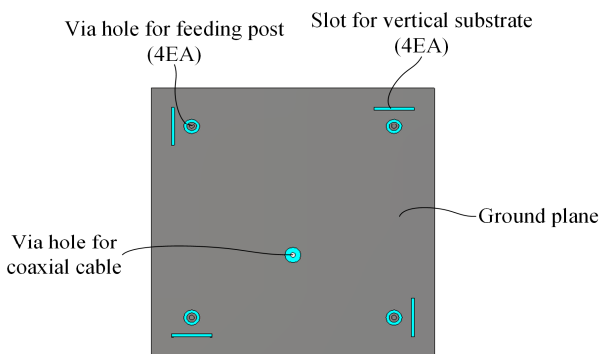 Via hole for feeding post
(4EA)
Slot for vertical substrate
(4EA)
Ground plane
Via hole for
coaxial cable